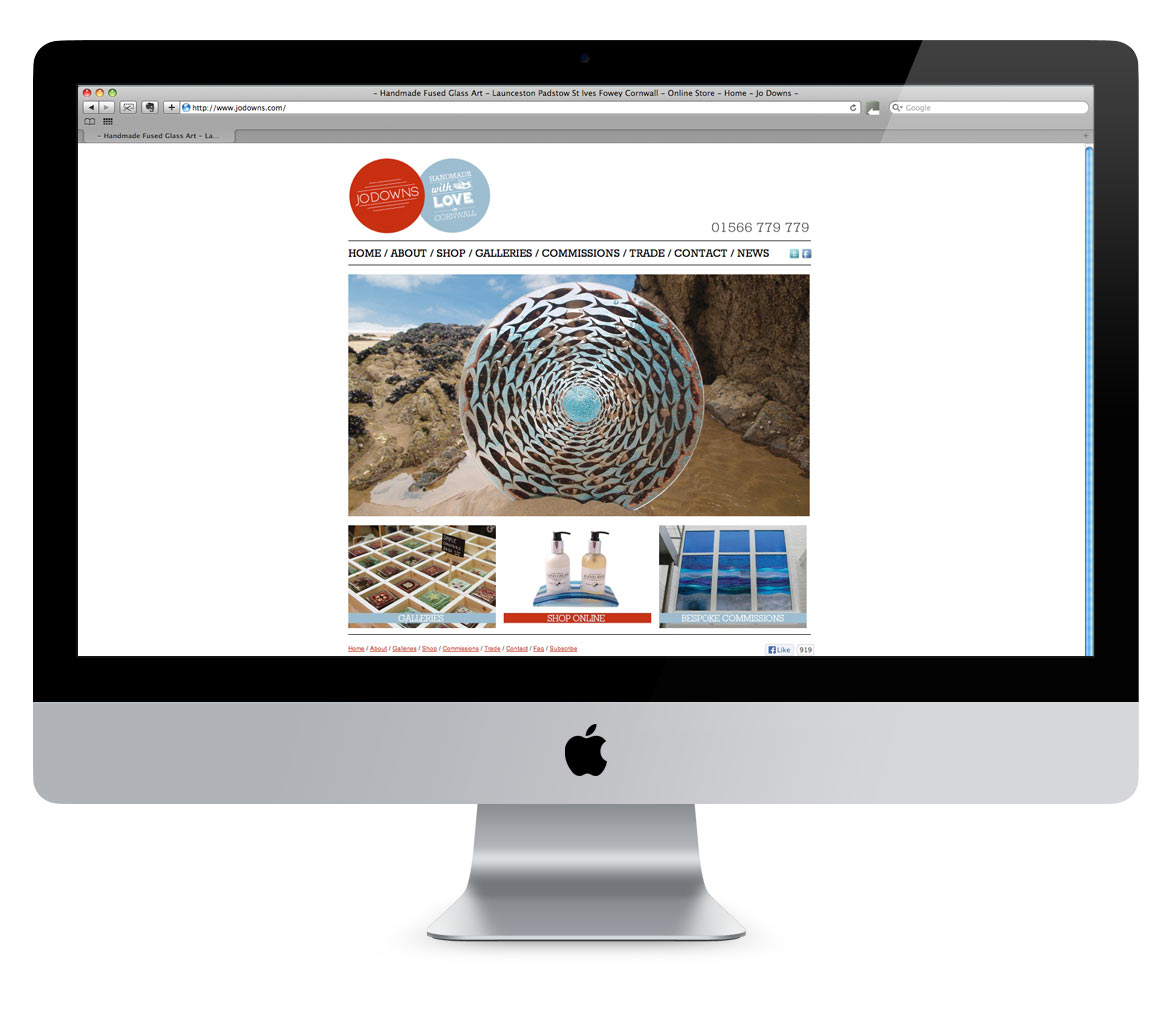 - Handmade Fused Glass Art - Launceston Padstow St Ives Fowey Cornwall - Online Store - Home - Jo Downs -
http://www.jodowns.com/
Google
- Handmade Fused Glass Art - La...
JO DOWNS
HANDMADE
with
LOVE
in
CORNWALL
01566 779 779
HOME / ABOUT / SHOP / GALLERIES / COMMISSIONS / TRADE / CONTACT / NEWS
GALLERIES
SHOP ONLINE
BESPOKE COMMISSIONS
Home / About / Galleries / Shop / Commissions / Trade / Contact / Faq / Subscribe
Like 919